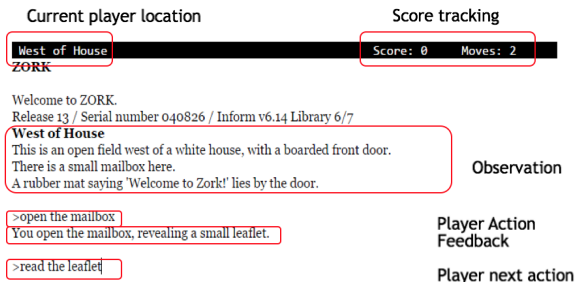 Current player location Score tracking
West of House Score: 0 Moves: 2
ZORK
Welcome to ZORK.
Release 13 / Serial number 040826 / Inform v6.14 Library 6/7
West of House
This is an open field west of a white house, with a boarded front door.
There is a small mailbox here.
A rubber mat saying 'Welcome to Zork!' lies by the door.
Observation
>open the mailbox
Player Action
You open the mailbox, revealing a small leaflet.
Feedback
>read the leaflet
Player next action